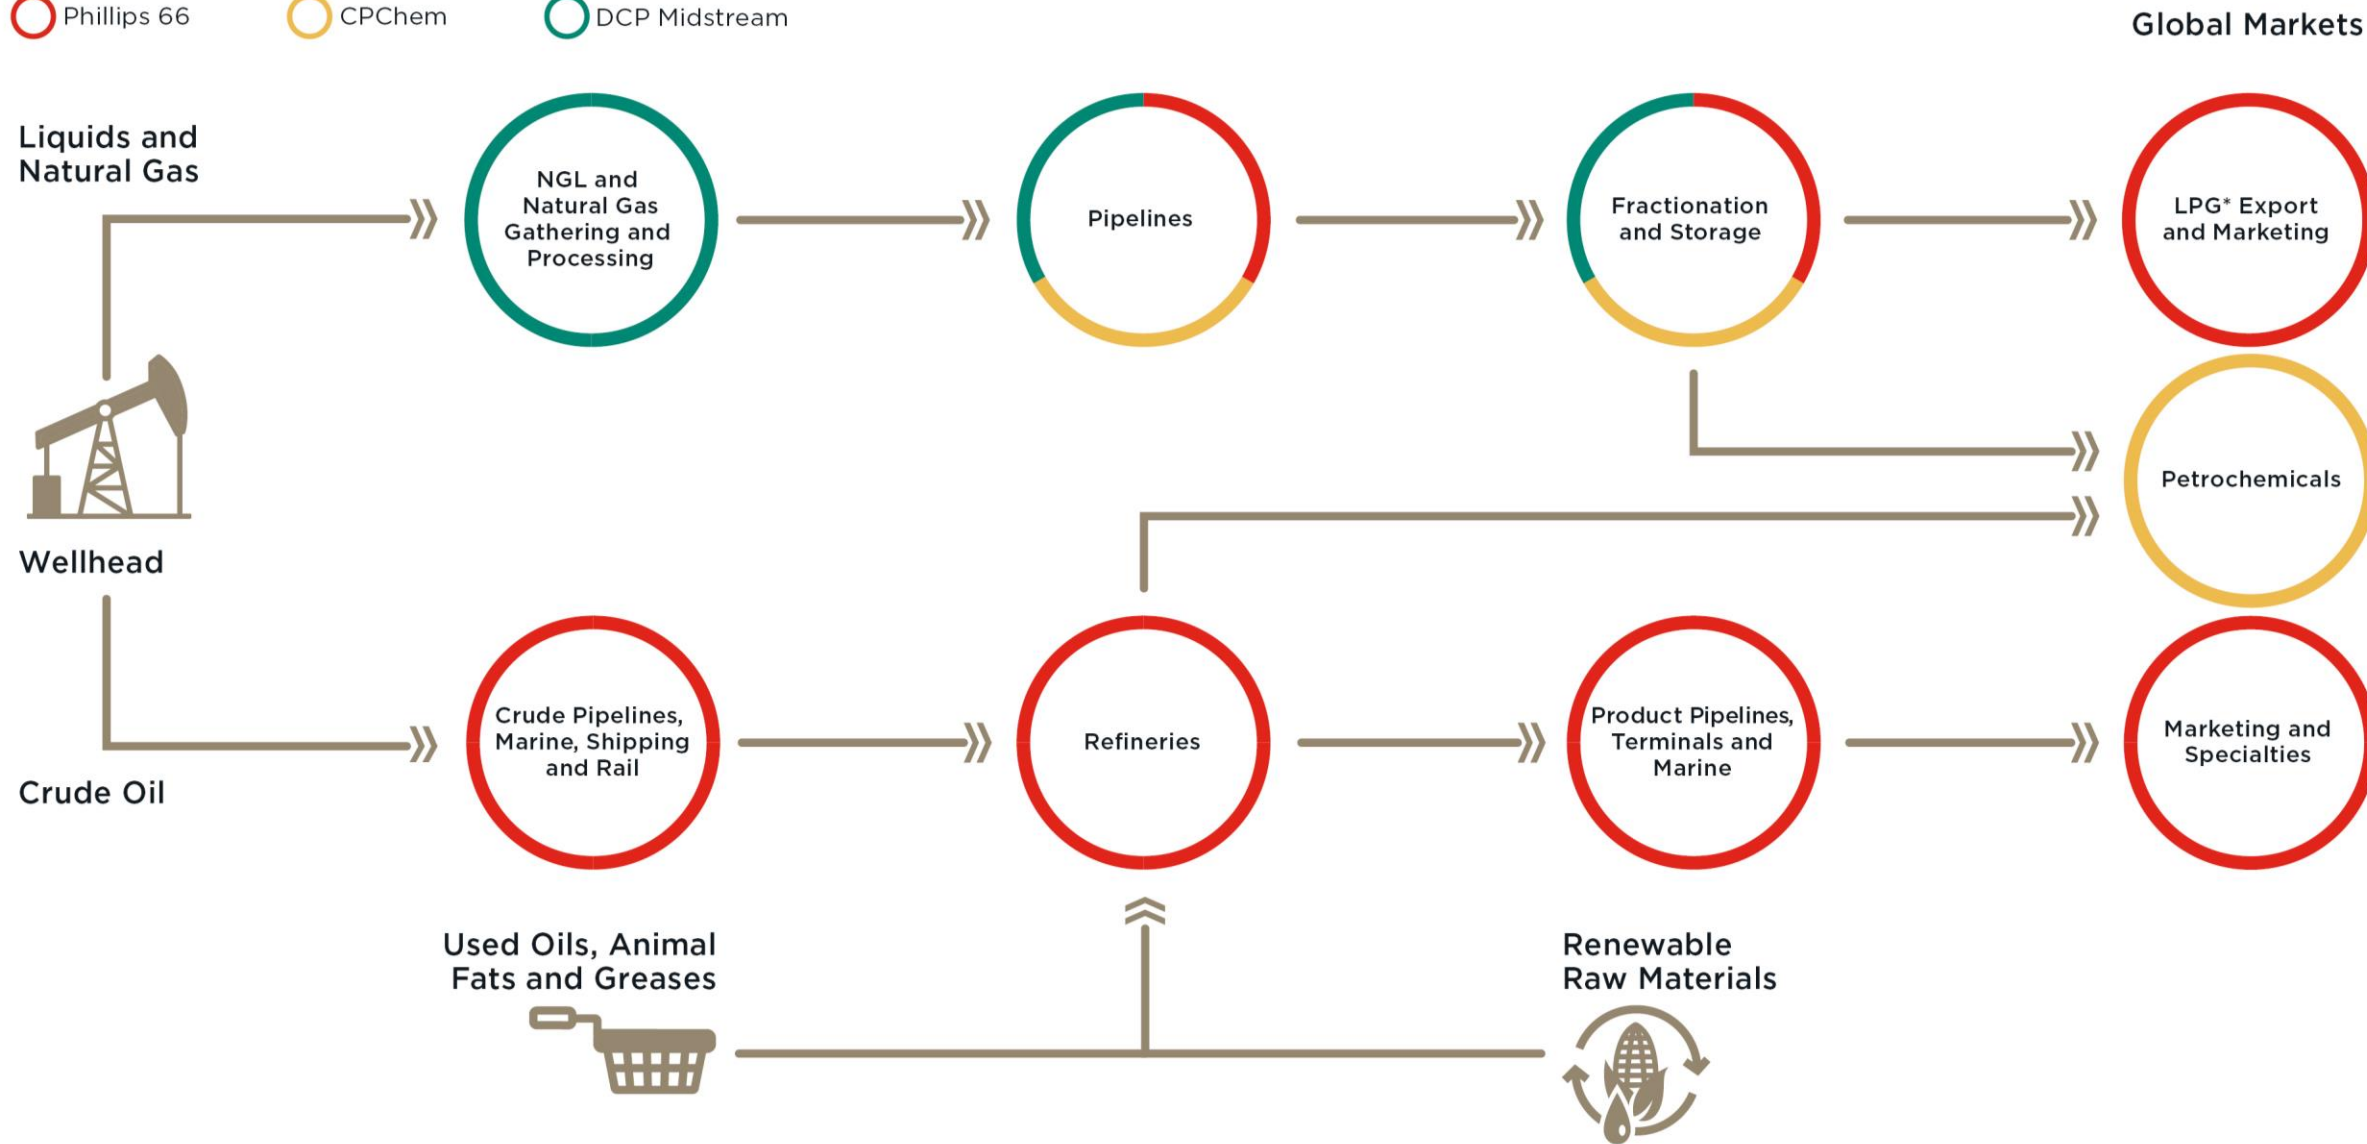 Phillips 66
CPChem
DCP Midstream
Global Markets
Liquids and
Natural Gas
NGL and
Natural Gas
Gathering and
Processing
Pipelines
Fractionation
and Storage
LPG* Export
and Marketing
Petrochemicals
Wellhead
Crude Pipelines,
Marine, Shipping
and Rail
Refineries
Product Pipelines,
Terminals and
Marine
Marketing and
Specialties
Crude Oil
Used Oils, Animal
Fats and Greases
Renewable
Raw Materials